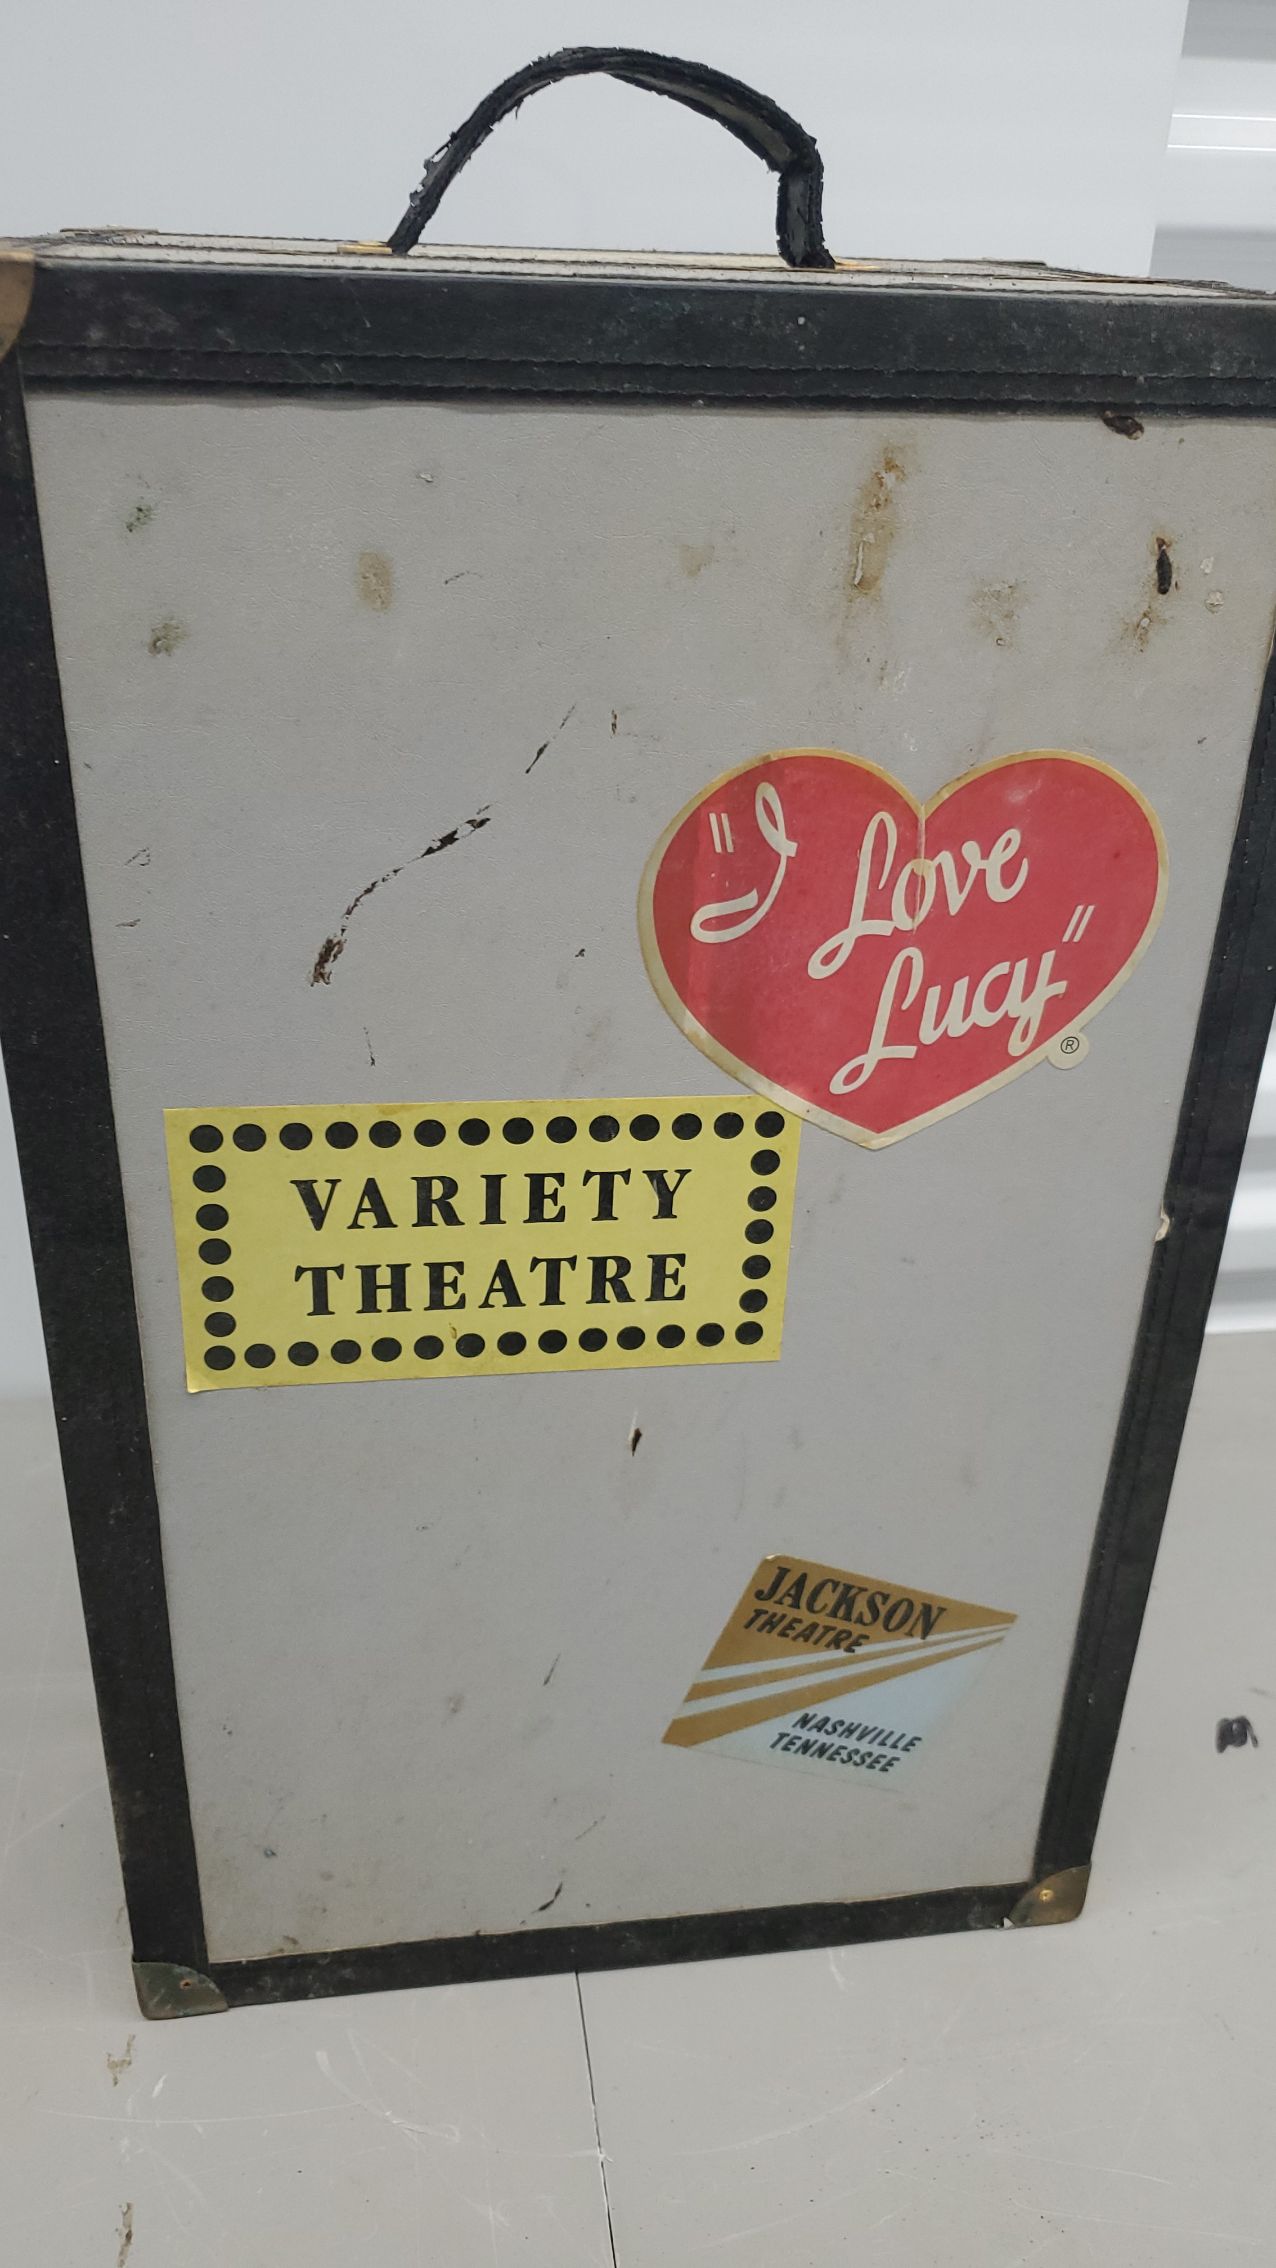 "I Love
Lucy"
®
VARIETY
THEATRE
JACKSON
THEATRE
NASHVILLE
TENNESSEE